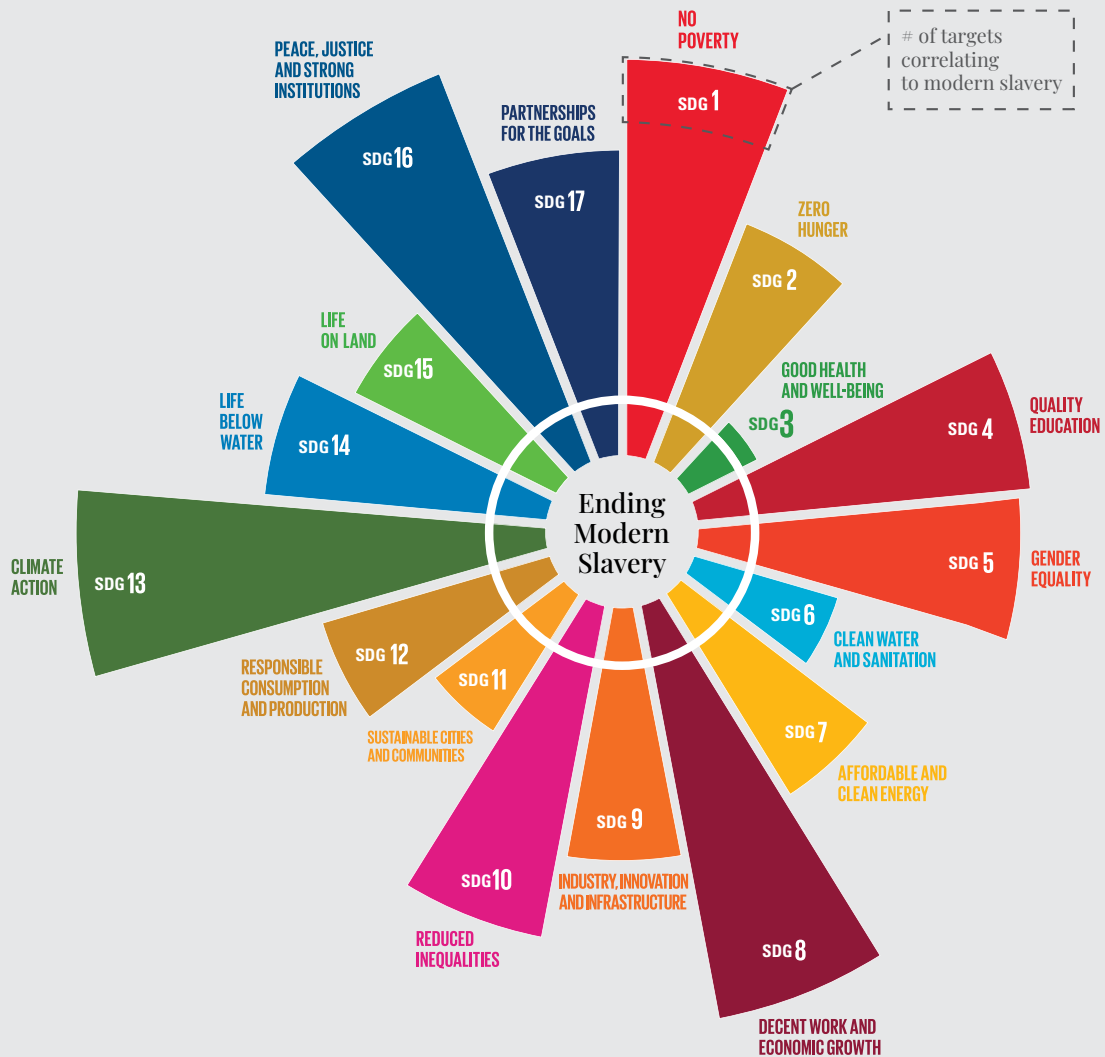 NO
POVERTY
SDG 1
# of targets
correlating
to modern slavery
ZERO
HUNGER
SDG 2
GOOD HEALTH
AND WELL-BEING
SDG 3
QUALITY
EDUCATION
SDG 4
GENDER
EQUALITY
SDG 5
CLEAN WATER
AND SANITATION
SDG 6
AFFORDABLE AND
CLEAN ENERGY
SDG 7
DECENT WORK AND
ECONOMIC GROWTH
SDG 8
INDUSTRY, INNOVATION
AND INFRASTRUCTURE
SDG 9
REDUCED
INEQUALITIES
SDG 10
SUSTAINABLE CITIES
AND COMMUNITIES
SDG 11
RESPONSIBLE
CONSUMPTION
AND PRODUCTION
SDG 12
CLIMATE
ACTION
SDG 13
LIFE
BELOW
WATER
SDG 14
LIFE
ON LAND
SDG 15
PEACE, JUSTICE
AND STRONG
INSTITUTIONS
SDG 16
PARTNERSHIPS
FOR THE GOALS
SDG 17
Ending
Modern
Slavery